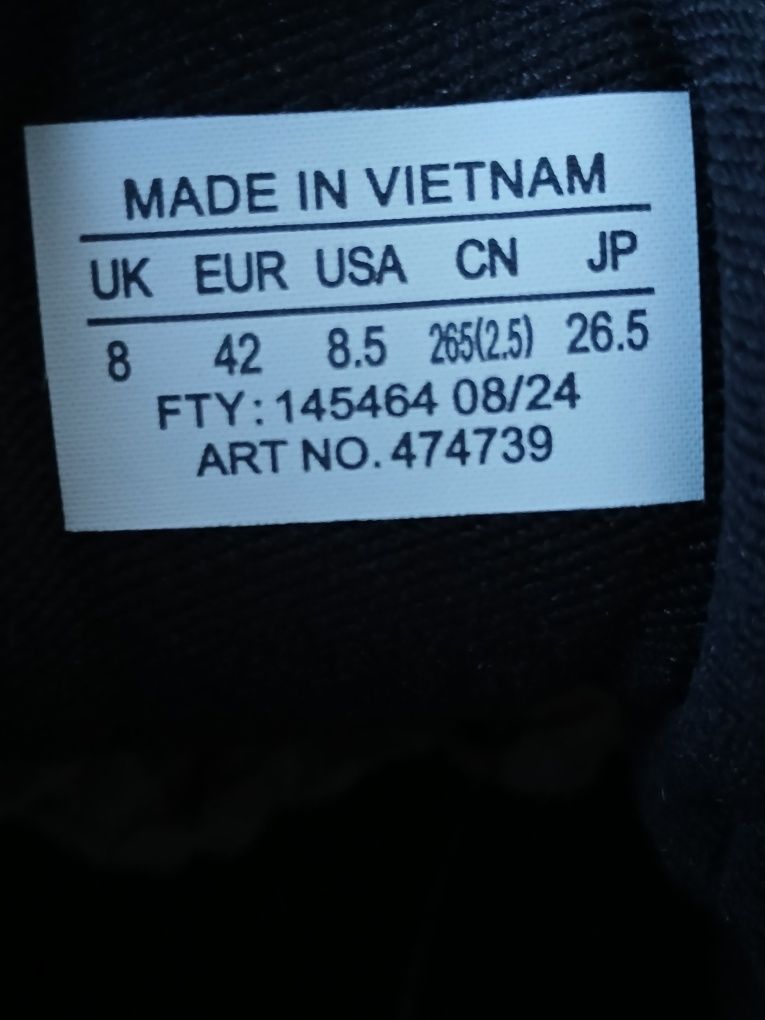 MADE IN VIETNAM
UK EUR USA CN JP
8 42 8.5 265(2.5) 26.5
FTY: 145464 08/24
ART NO. 474739